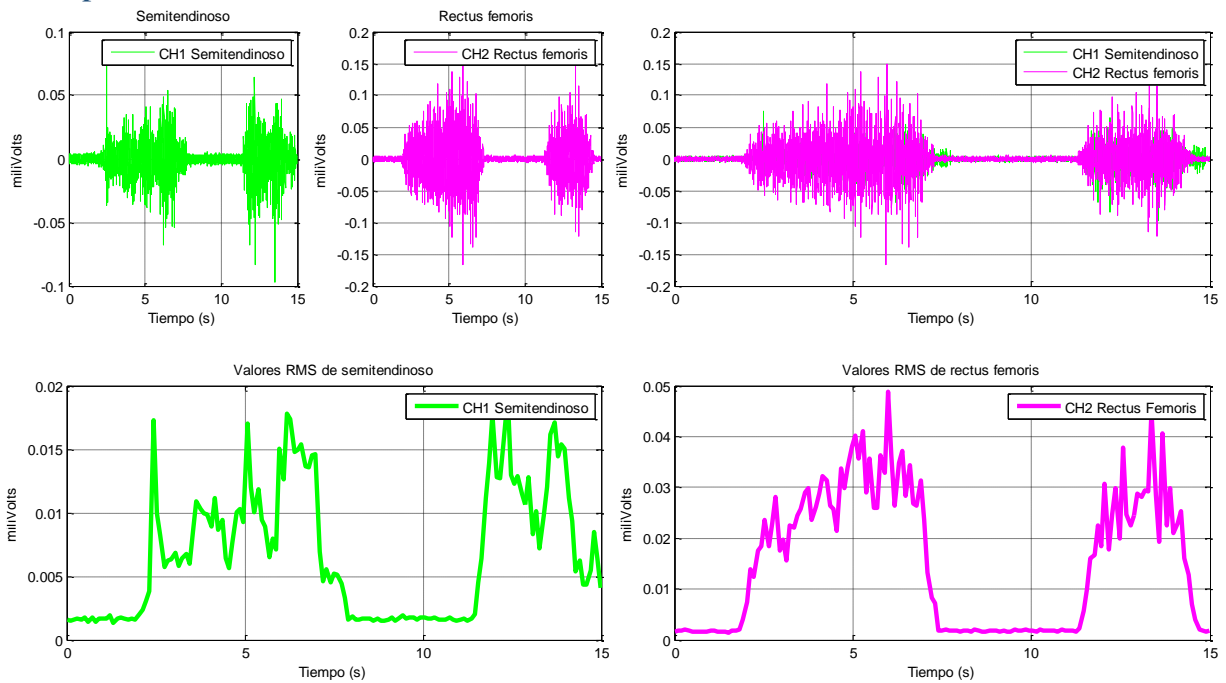 Semitendinoso
0.1
0.05
0
-0.05
-0.1
miliVolts
CH1 Semitendinoso
0 5 10 15
Tiempo (s)
Rectus femoris
0.2
0.15
0.1
0.05
0
-0.05
-0.1
-0.15
-0.2
miliVolts
CH2 Rectus femoris
0 5 10 15
Tiempo (s)
0.2
0.15
0.1
0.05
0
-0.05
-0.1
-0.15
-0.2
miliVolts
CH1 Semitendinoso
CH2 Rectus femoris
0 5 10 15
Tiempo (s)
Valores RMS de semitendinoso
0.02
0.015
0.01
0.005
0
miliVolts
CH1 Semitendinoso
0 5 10 15
Tiempo (s)
Valores RMS de rectus femoris
0.05
0.04
0.03
0.02
0.01
0
miliVolts
CH2 Rectus Femoris
0 5 10 15
Tiempo (s)